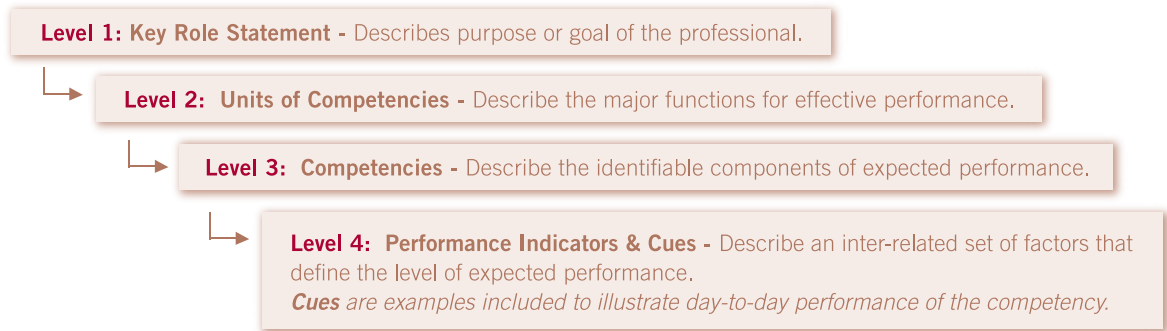 Level 1: Key Role Statement - Describes purpose or goal of the professional.
Level 2: Units of Competencies - Describe the major functions for effective performance.
Level 3: Competencies - Describe the identifiable components of expected performance.
Level 4: Performance Indicators & Cues - Describe an inter-related set of factors that
define the level of expected performance.
Cues are examples included to illustrate day-to-day performance of the competency.